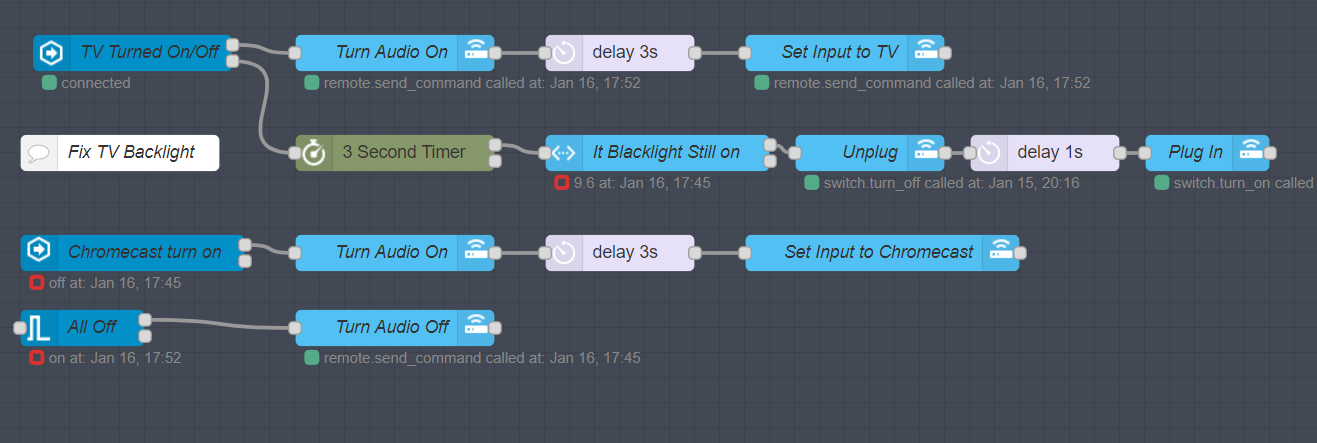 TV Turned On/Off
Turn Audio On
delay 3s
Set Input to TV
connected
remote.send_command called at: Jan 16, 17:52
remote.send_command called at: Jan 16, 17:52
Fix TV Backlight
3 Second Timer
It Blacklight Still on
Unplug
delay 1s
Plug In
9.6 at: Jan 16, 17:45
switch.turn_off called at: Jan 15, 20:16
switch.turn_on called
Chromecast turn on
Turn Audio On
delay 3s
Set Input to Chromecast
off at: Jan 16, 17:45
All Off
Turn Audio Off
on at: Jan 16, 17:52
remote.send_command called at: Jan 16, 17:45